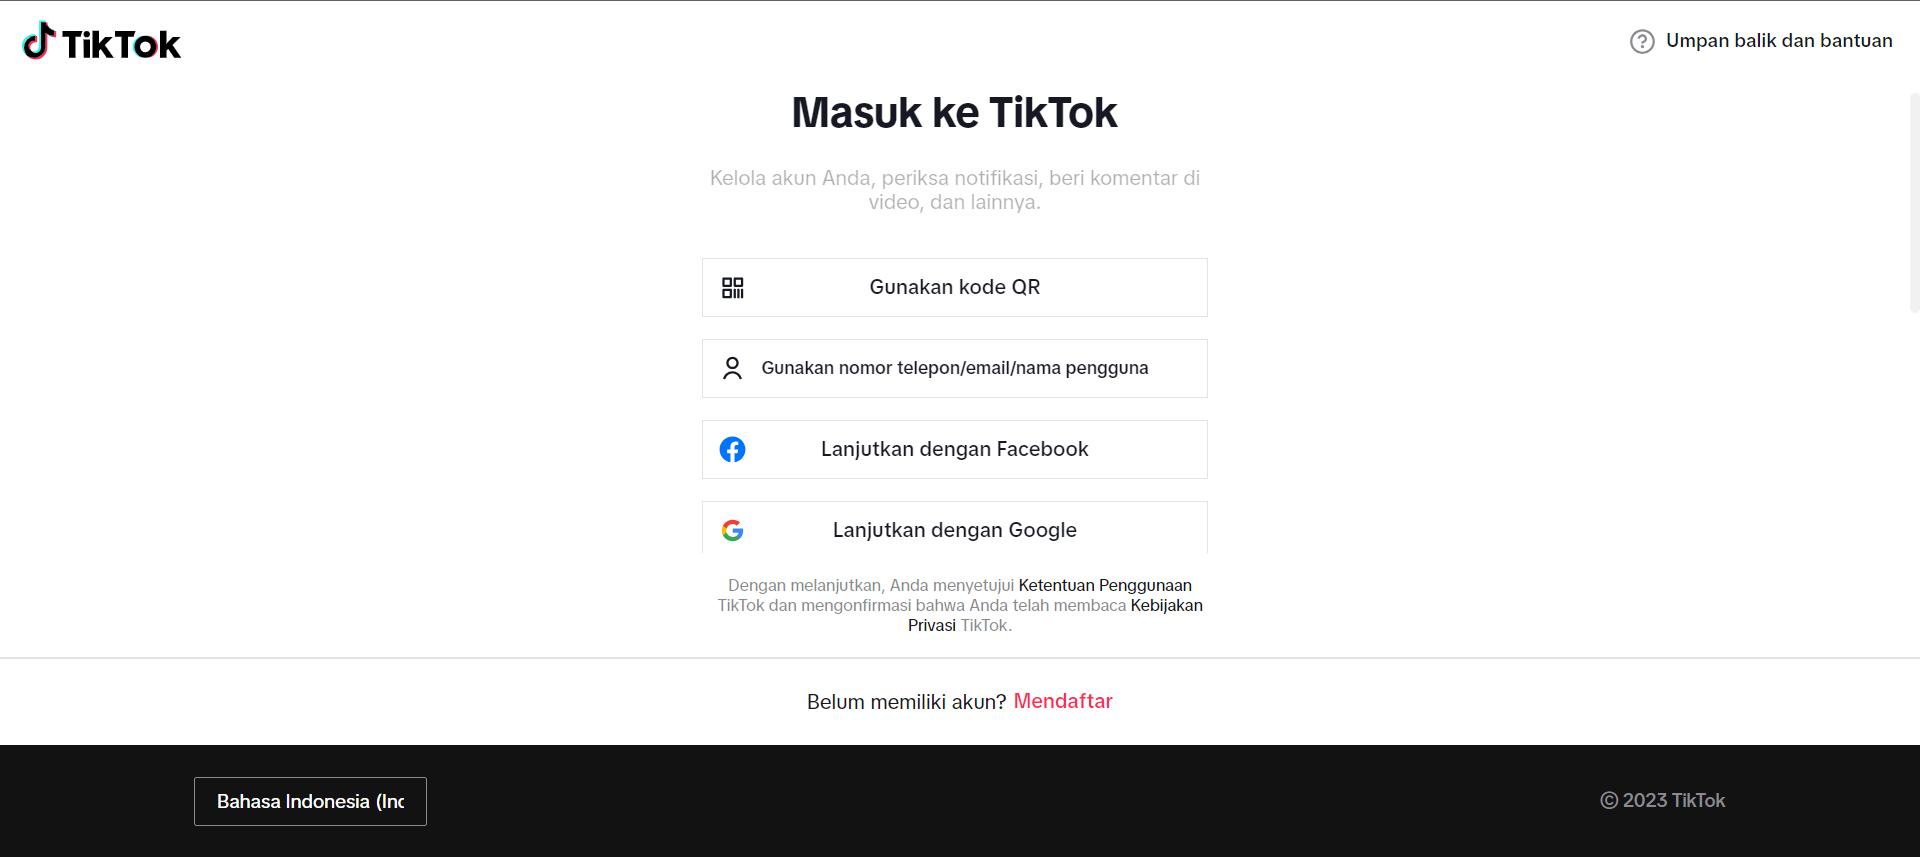 TikTok
Umpan balik dan bantuan
Masuk ke TikTok
Kelola akun Anda, periksa notifikasi, beri komentar di
video, dan lainnya.
Gunakan kode QR
Gunakan nomor telepon/email/nama pengguna
Lanjutkan dengan Facebook
Lanjutkan dengan Google
Dengan melanjutkan, Anda menyetujui Ketentuan Penggunaan
TikTok dan mengonfirmasi bahwa Anda telah membaca Kebijakan
Privasi TikTok.
Belum memiliki akun? Mendaftar
Bahasa Indonesia (Inc
© 2023 TikTok